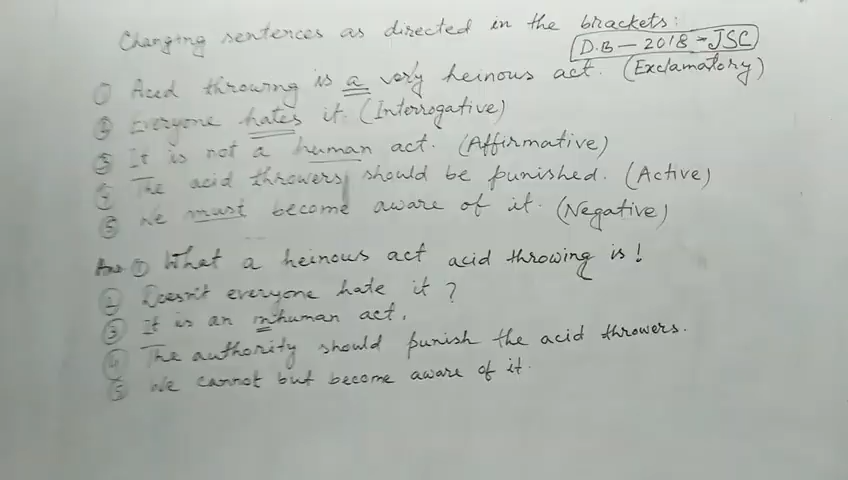 Changing sentences as directed in the brackets:
D.B - 2018 - JSC
① Acid throwing is a very heinous act. (Exclamatory)
② Everyone hates it. (Interrogative)
③ It is not a human act. (Affirmative)
④ The acid throwers should be punished. (Active)
⑤ We must become aware of it. (Negative)
Ans ① What a heinous act acid throwing is!
② Doesn't everyone hate it?
③ It is an inhuman act.
④ The authority should punish the acid throwers.
⑤ We cannot but become aware of it.